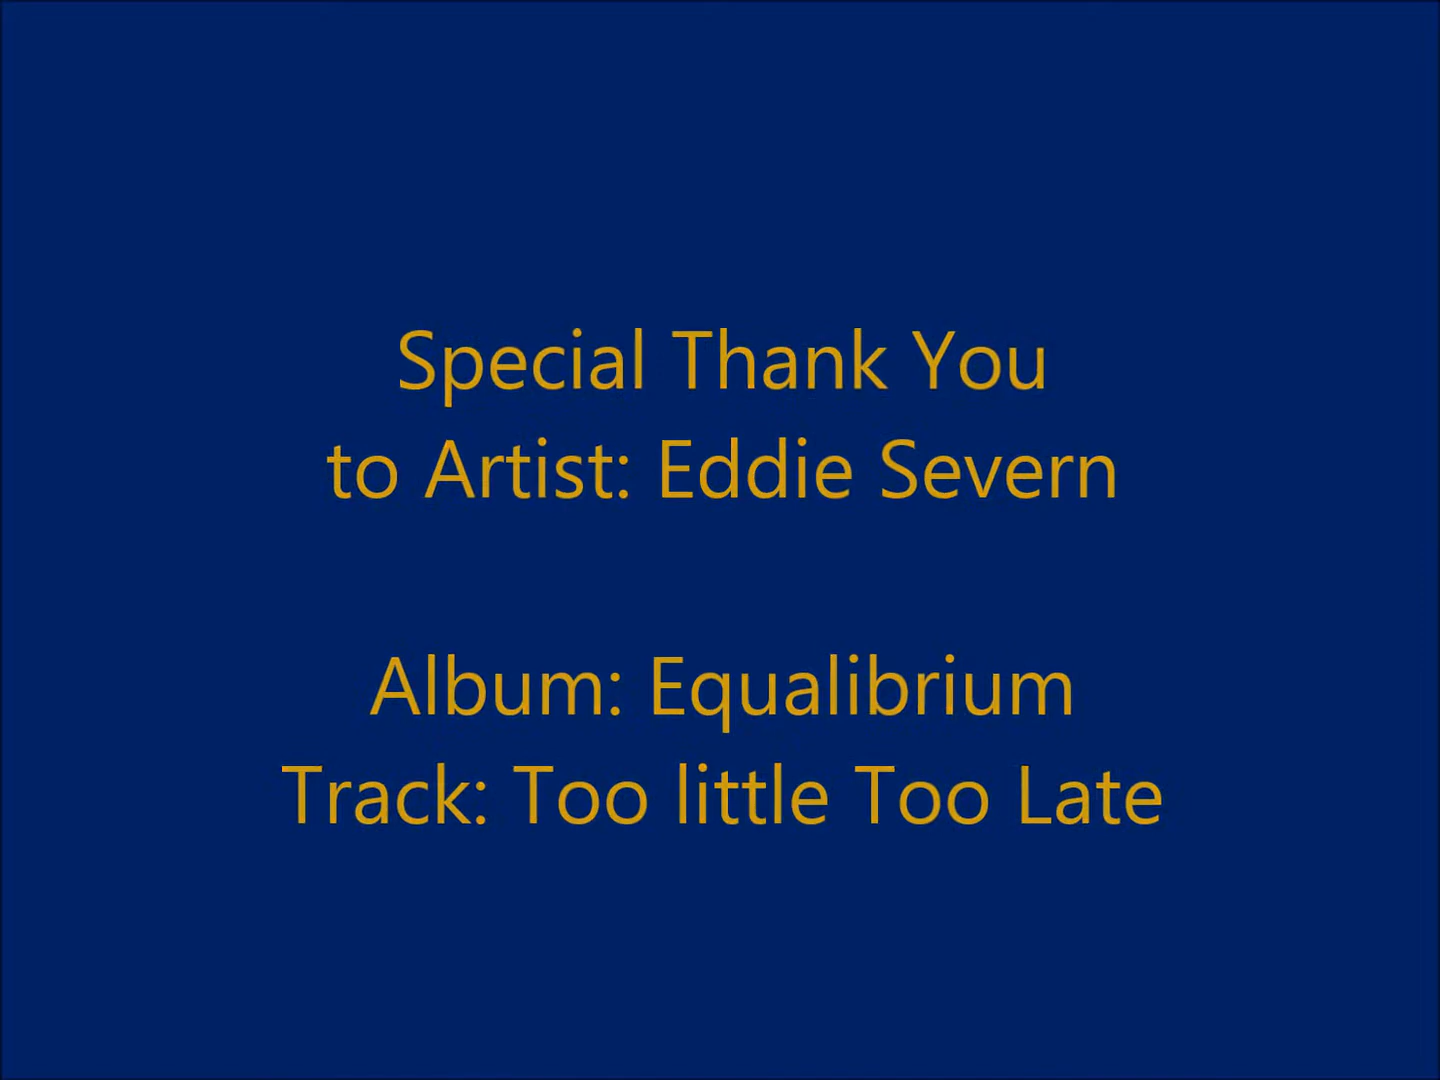 Special Thank You
to Artist: Eddie Severn
Album: Equalibrium
Track: Too little Too Late